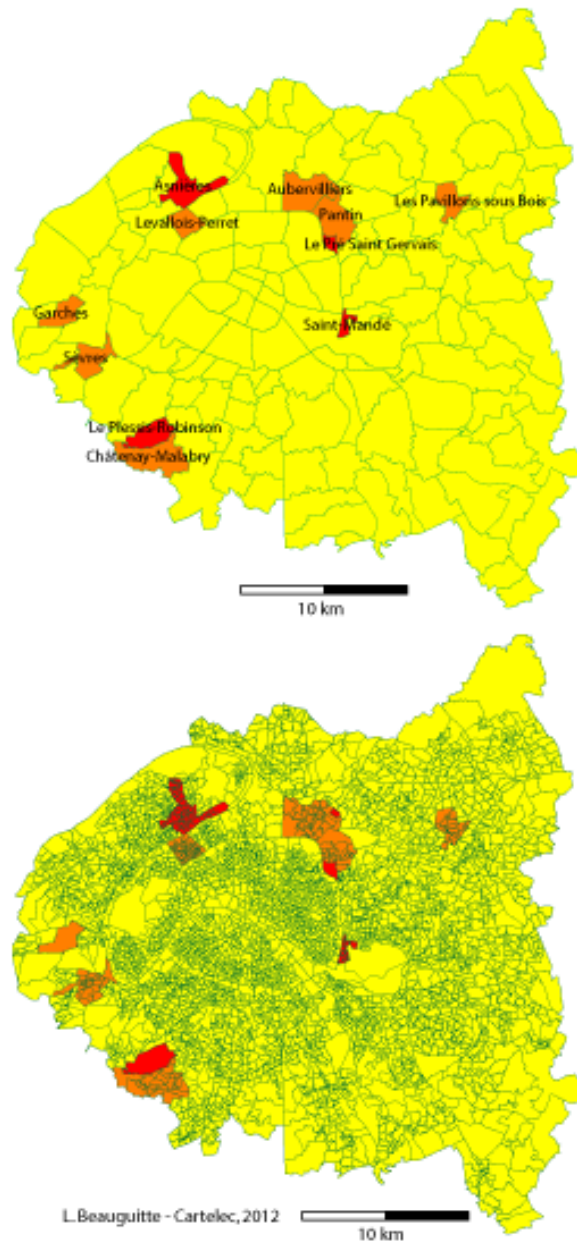 Asnières
Aubervilliers
Les Pavillons sous Bois
Pantin
Levallois-Perret
Le Pré Saint Gervais
Garches
Saint-Mandé
Sèvres
Le Plessis-Robinson
Châtenay-Malabry
10 km
L. Beauguitte - Cartelec, 2012
10 km